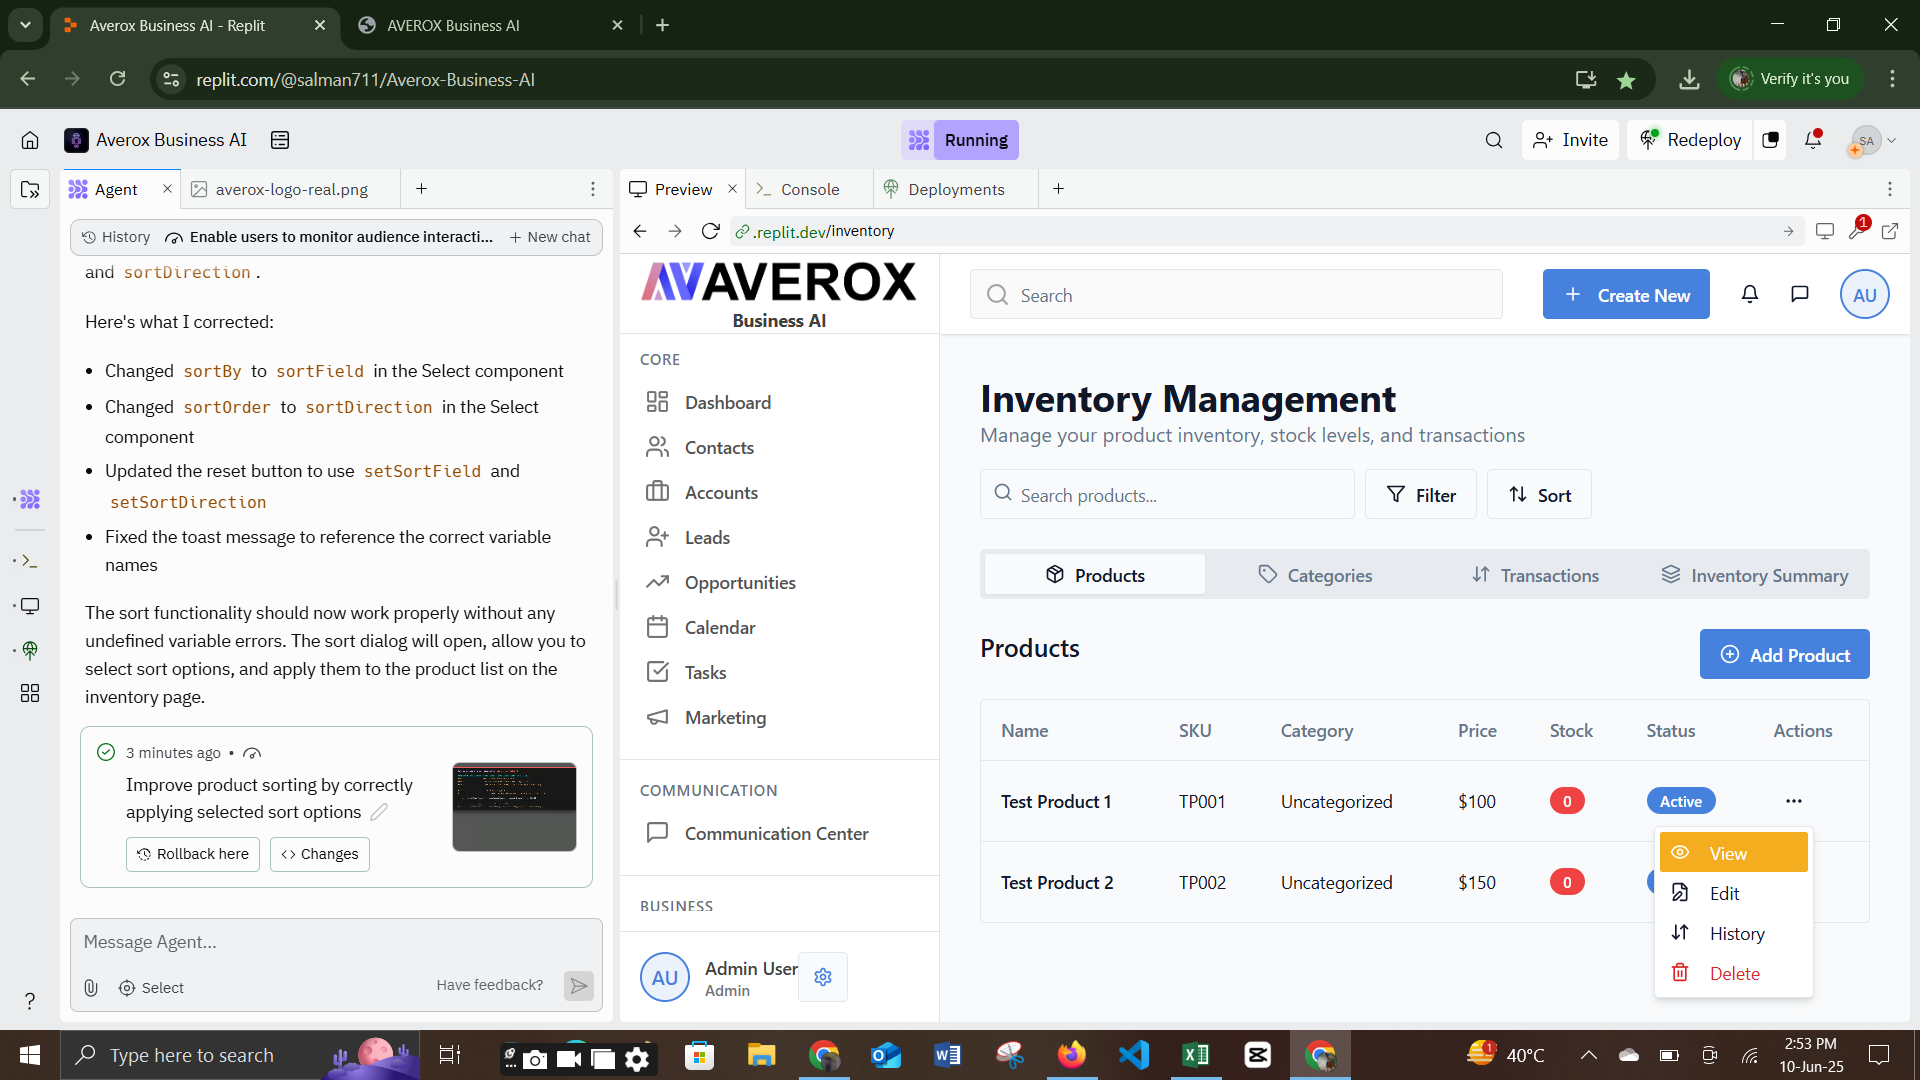 Averox Business AI - Replit
AVEROX Business AI
replit.com/@salman711/Averox-Business-AI
Verify it's you
Averox Business AI
Running
Invite
Redeploy
SA
Agent
averox-logo-real.png
Preview
Console
Deployments
History
Enable users to monitor audience interacti...
New chat
.replit.dev/inventory
1
and sortDirection.
Here's what I corrected:
• Changed sortBy to sortField in the Select component
• Changed sortOrder to sortDirection in the Select
component
• Updated the reset button to use setSortField and
setSortDirection
• Fixed the toast message to reference the correct variable
names
The sort functionality should now work properly without any
undefined variable errors. The sort dialog will open, allow you to
select sort options, and apply them to the product list on the
inventory page.
3 minutes ago •
Improve product sorting by correctly
applying selected sort options
Rollback here
Changes
Message Agent...
Select
Have feedback?
AVEROX
Business AI
CORE
Dashboard
Contacts
Accounts
Leads
Opportunities
Calendar
Tasks
Marketing
COMMUNICATION
Communication Center
BUSINESS
AU
Admin User
Admin
Search
Create New
AU
Inventory Management
Manage your product inventory, stock levels, and transactions
Search products...
Filter
Sort
Products
Categories
Transactions
Inventory Summary
Products
Add Product
Name SKU Category Price Stock Status Actions
Test Product 1 TP001 Uncategorized $100 0 Active ...
Test Product 2 TP002 Uncategorized $150 0
View
Edit
History
Delete
Type here to search
1
40°C
2:53 PM
10-Jun-25